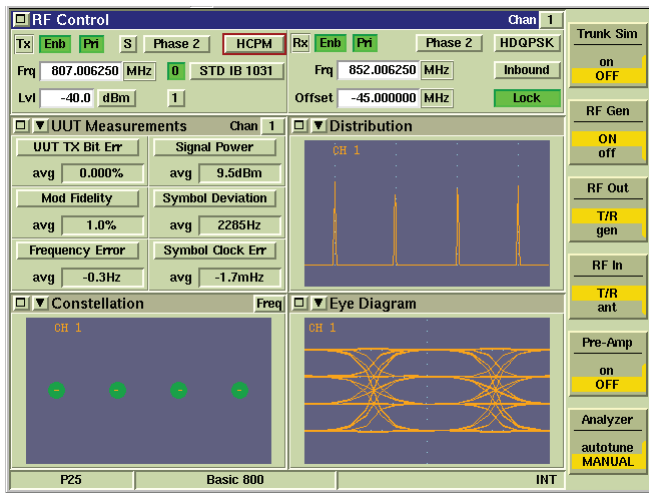 RF Control Chan 1
Tx Enb Pri S Phase 2 HCPM Rx Enb Pri Phase 2 HDQPSK
Frq 807.006250 MHz 0 STD IB 1031 Frq 852.006250 MHz Inbound
Lvl -40.0 dBm 1 Offset -45.000000 MHz Lock
UUT Measurements Chan 1
UUT TX Bit Err Signal Power
avg 0.000% avg 9.5dBm
Mod Fidelity Symbol Deviation
avg 1.0% avg 2285Hz
Frequency Error Symbol Clock Err
avg -0.3Hz avg -1.7mHz
Distribution
CH 1
Constellation Freq
CH 1
Eye Diagram
CH 1
P25 Basic 800 INT
Trunk Sim
on
OFF
RF Gen
ON
off
RF Out
T/R
gen
RF In
T/R
ant
Pre-Amp
on
OFF
Analyzer
autotune
MANUAL